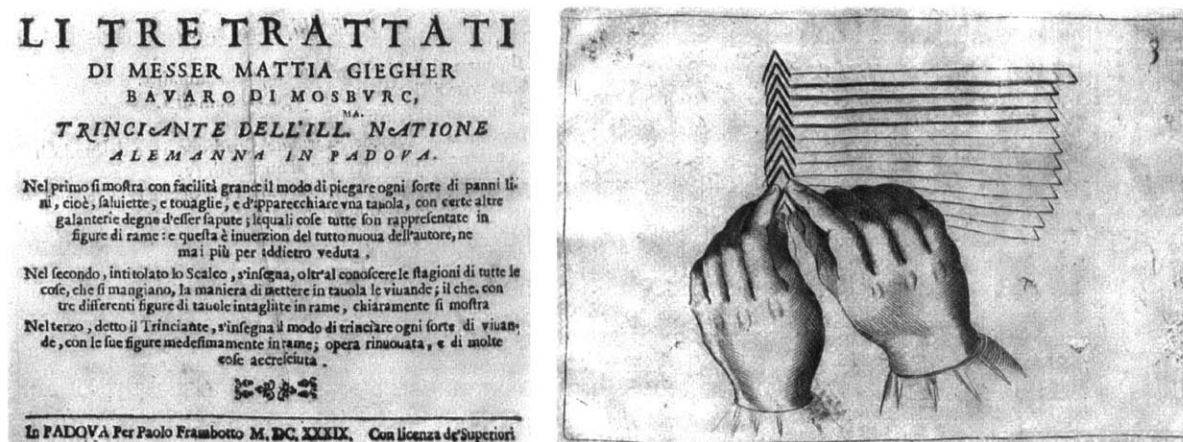 LI TRE TRATTATI
DI MESSER MATTIA GIEGHER
BAVARO DI MOSBVRC,
TRINCIANTE DELL'ILL.MA. NATIONE
ALEMANNA IN PADOVA.
Nel primo si mostra con facilità grande il modo di piegare ogni sorte di panni li-
ni, cioè, saluiette, e touaglie, e d'apparecchiare vna tauola, con certe altre
galanterie degne d'esser sapute; lequali cose tutte son rappresentate in
figure di rame: e questa è inuenzion del tutto nuoua dell'autore, ne
mai più per addietro veduta.
Nel secondo, intitolato lo Scalco, s'insegna, oltr'al conoscere le stagioni di tutte le
cose, che si mangiano, la maniera di mettere in tauola le viuande; il che, con
tre differenti figure di tauole intagliate in rame, chiaramente si mostra
Nel terzo, detto il Trinciante, s'insegna il modo di trinciare ogni sorte di viuan-
de, con le sue figure medesimamente in rame; opera rinuouata, e di molte
cose accresciuta.
In PADOVA Per Paolo Frambotto M. DC. XXXIX. Con licenza de' Superiori
3